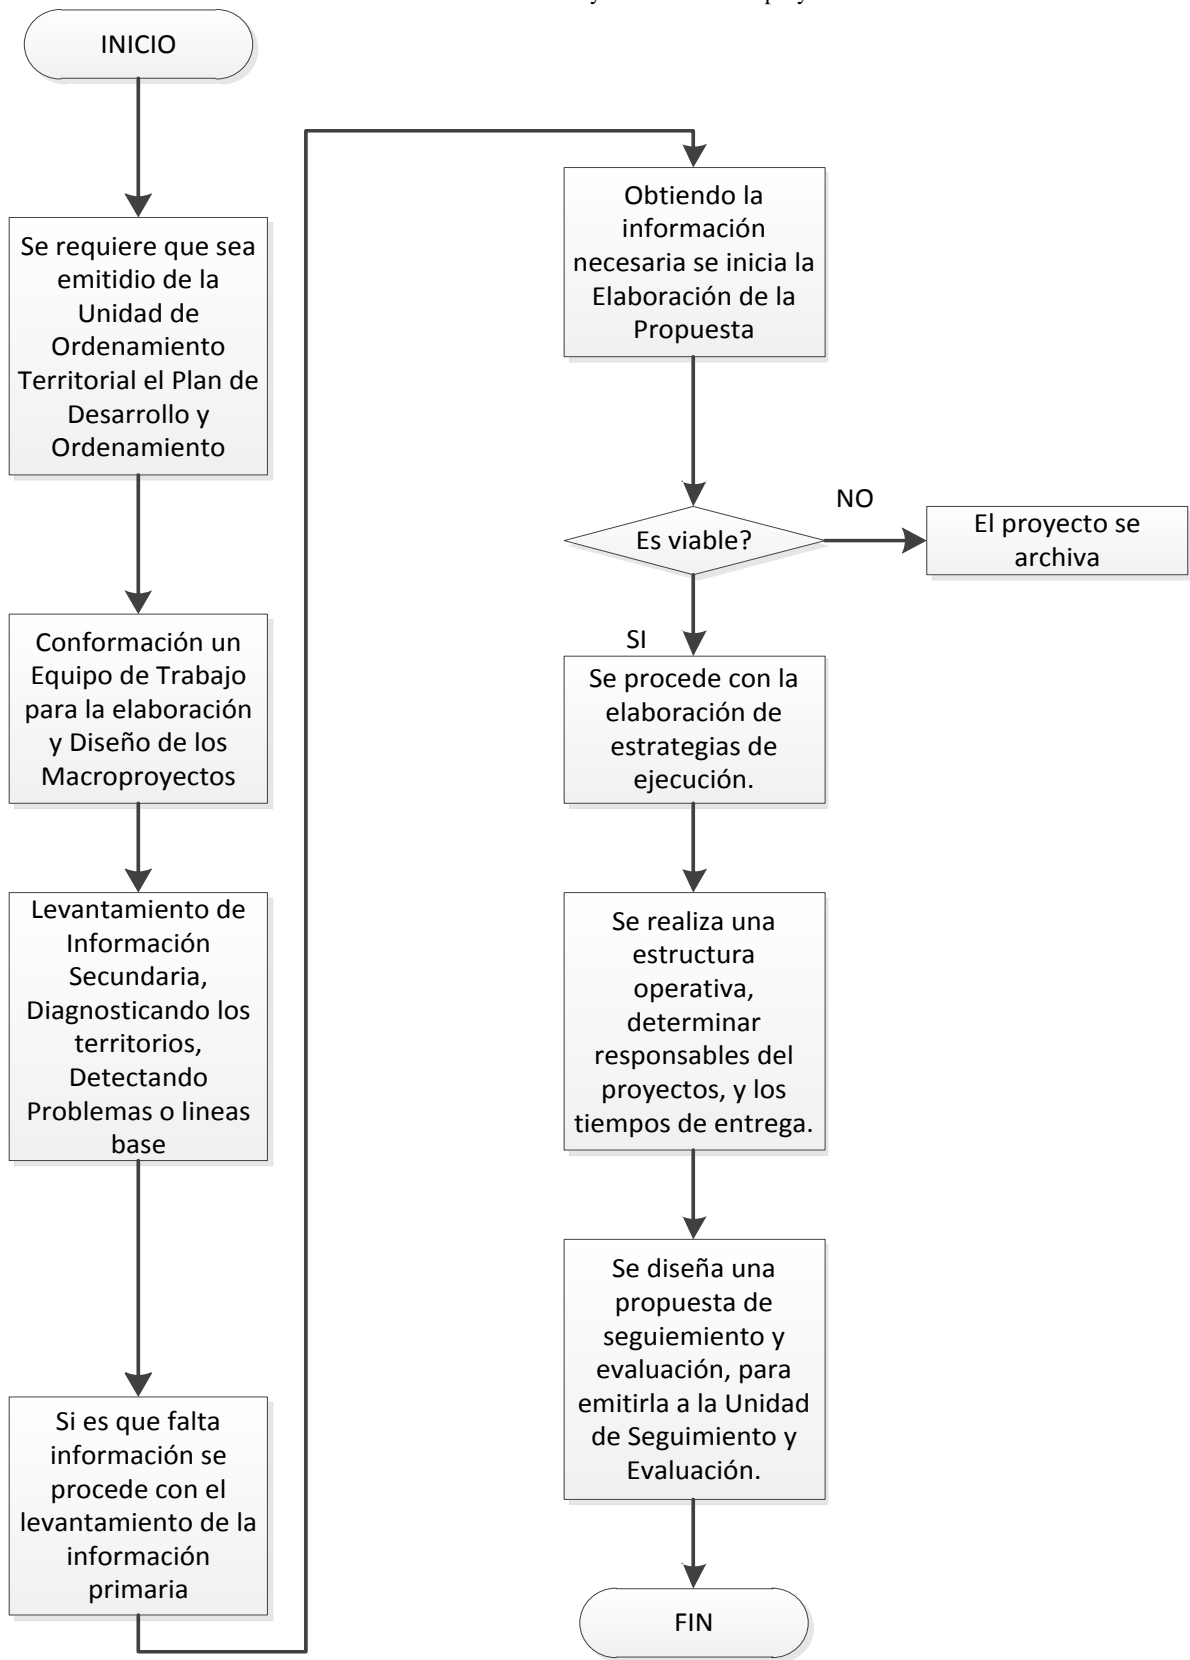 INICIO
Se requiere que sea
emitidio de la
Unidad de
Ordenamiento
Territorial el Plan de
Desarrollo y
Ordenamiento
Conformación un
Equipo de Trabajo
para la elaboración
y Diseño de los
Macroproyectos
Levantamiento de
Información
Secundaria,
Diagnosticando los
territorios,
Detectando
Problemas o lineas
base
Si es que falta
información se
procede con el
levantamiento de la
información
primaria
Obtiendo la
información
necesaria se inicia la
Elaboración de la
Propuesta
Es viable?
NO
El proyecto se
archiva
SI
Se procede con la
elaboración de
estrategias de
ejecución.
Se realiza una
estructura
operativa,
determinar
responsables del
proyectos, y los
tiempos de entrega.
Se diseña una
propuesta de
seguiemiento y
evaluación, para
emitirla a la Unidad
de Seguimiento y
Evaluación.
FIN